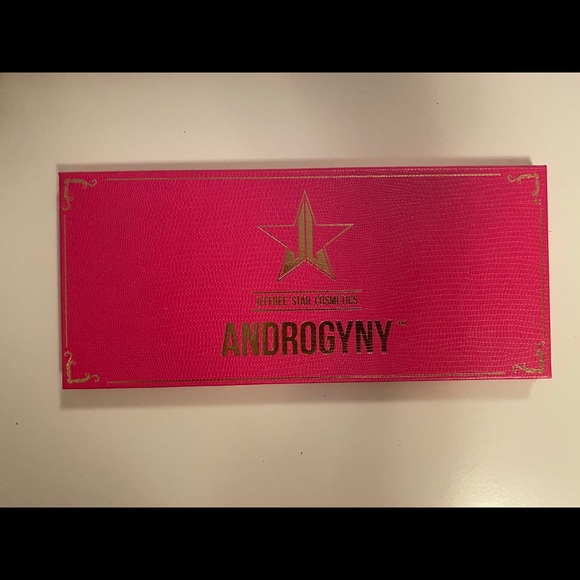 JEFFREE STAR COSMETICS
ANDROGYNY™